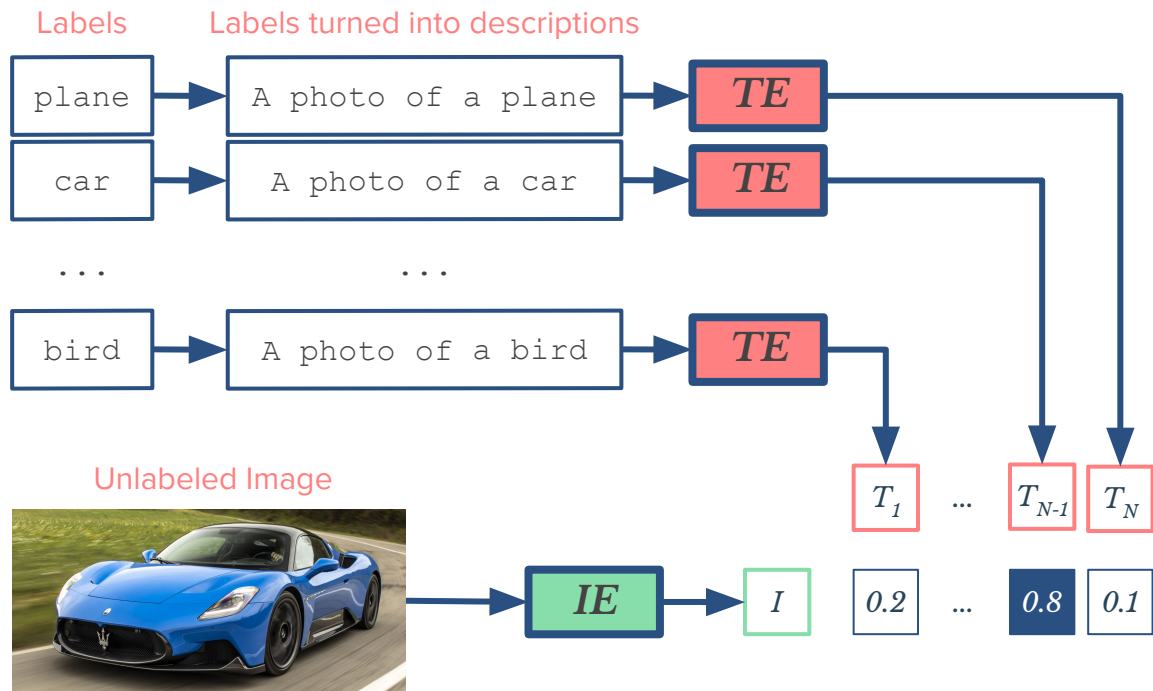 Labels
Labels turned into descriptions
plane
A photo of a plane
TE
car
A photo of a car
TE
...
...
bird
A photo of a bird
TE
Unlabeled Image
T1
...
TN-1
TN
IE
I
0.2
...
0.8
0.1